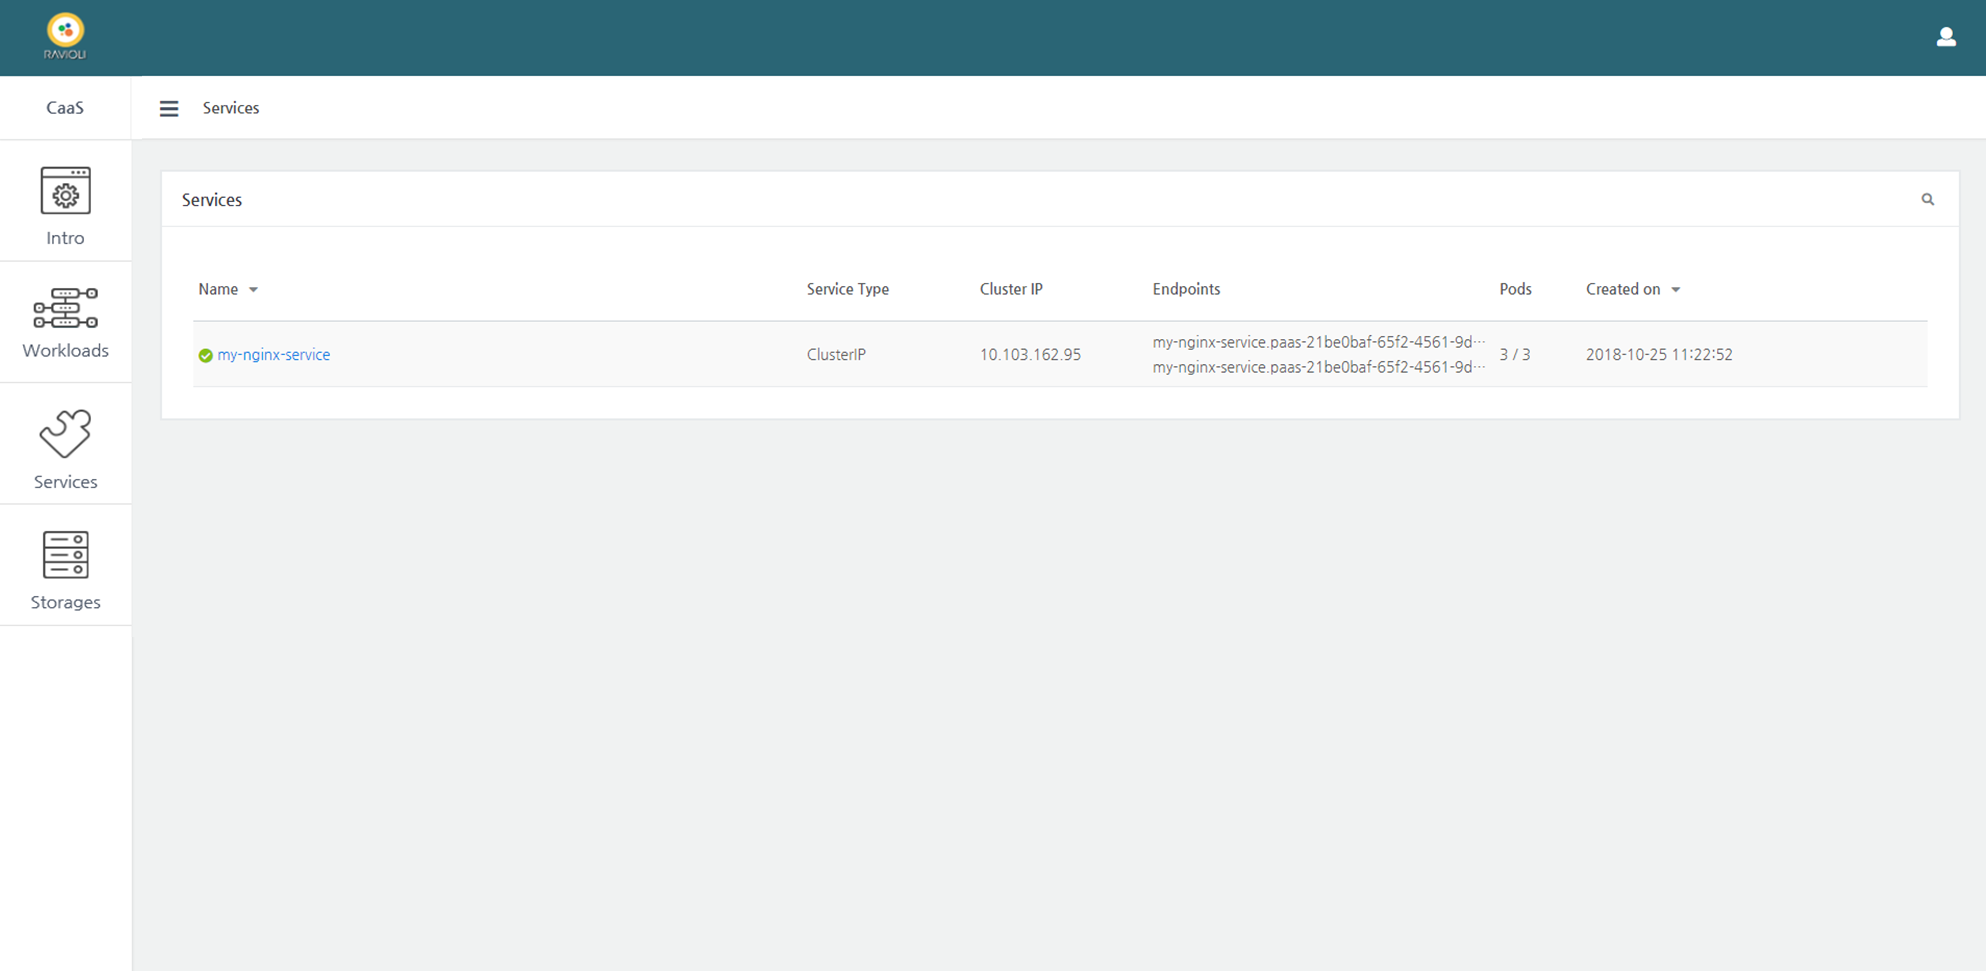 RAVIOLI
CaaS
Services
Intro
Workloads
Services
Storages
Services
Name Service Type Cluster IP Endpoints Pods Created on
my-nginx-service ClusterIP 10.103.162.95 my-nginx-service.paas-21be0baf-65f2-4561-9d··· 3 / 3 2018-10-25 11:22:52
my-nginx-service.paas-21be0baf-65f2-4561-9d···